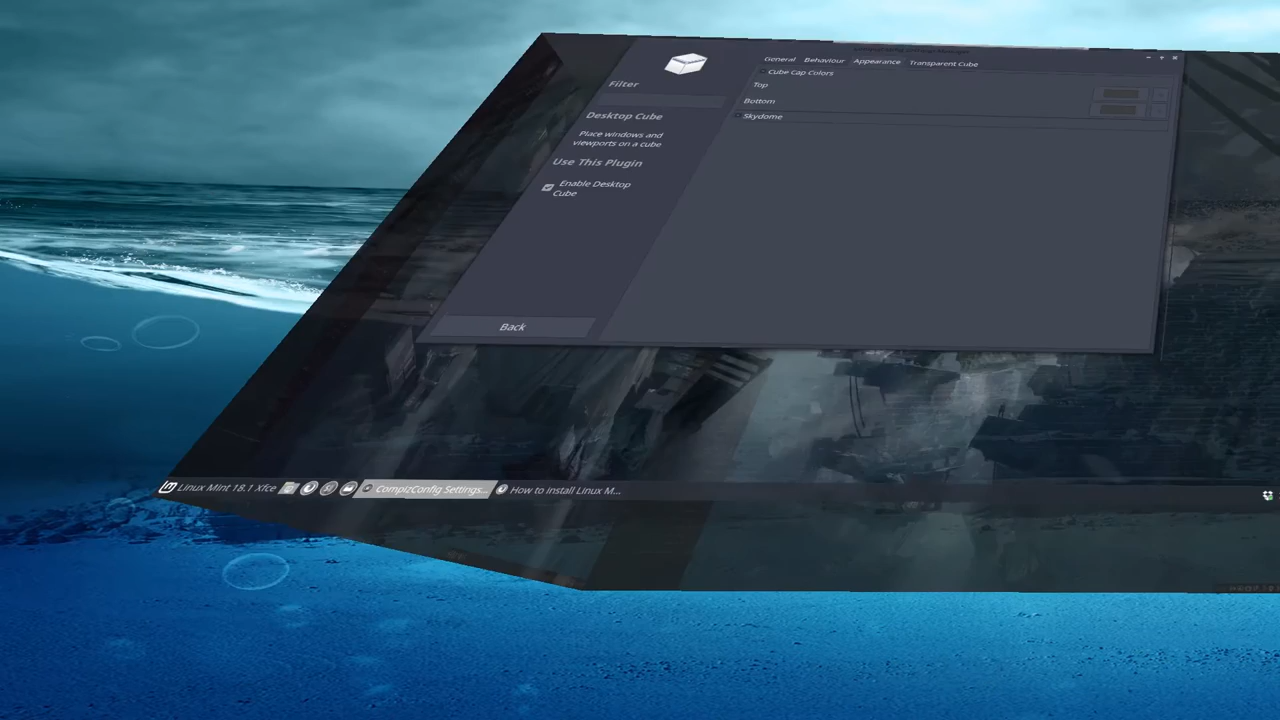 General Behaviour Appearance Transparent Cube
Filter
Cube Cap Colors
Top
Bottom
Skydome
Desktop Cube
Place windows and
viewports on a cube
Use This Plugin
Enable Desktop
Cube
Back
Linux Mint 18.1 Xfce CompizConfig Settings... How to install Linux M...